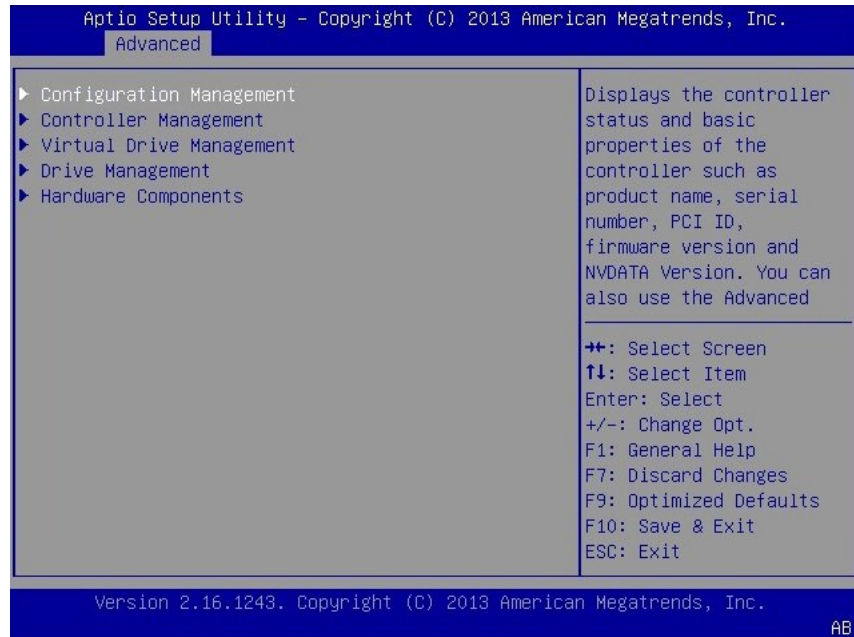 Aptio Setup Utility – Copyright (C) 2013 American Megatrends, Inc.
Advanced
▶ Configuration Management
▶ Controller Management
▶ Virtual Drive Management
▶ Drive Management
▶ Hardware Components
Displays the controller
status and basic
properties of the
controller such as
product name, serial
number, PCI ID,
firmware version and
NVDATA Version. You can
also use the Advanced
→←: Select Screen
↑↓: Select Item
Enter: Select
+/-: Change Opt.
F1: General Help
F7: Discard Changes
F9: Optimized Defaults
F10: Save & Exit
ESC: Exit
Version 2.16.1243. Copyright (C) 2013 American Megatrends, Inc.
AB